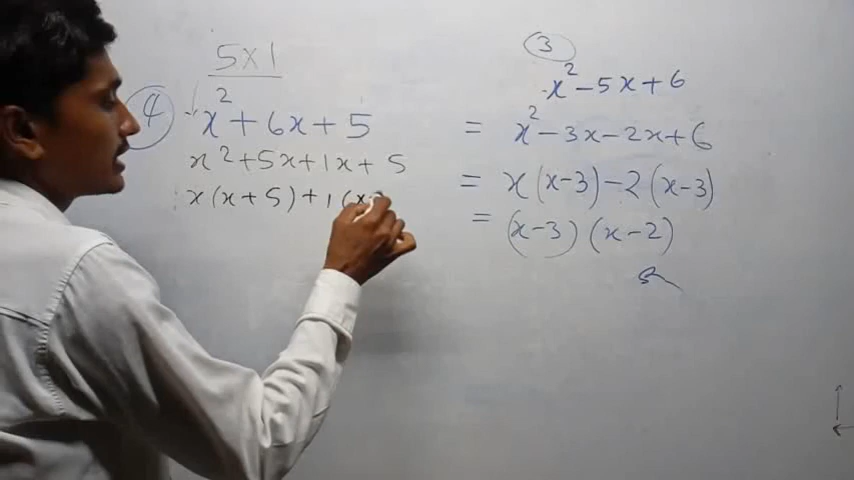 5x1
④ x² + 6x + 5
x² + 5x + 1x + 5
x(x + 5) + 1(x
③
x² - 5x + 6
= x² - 3x - 2x + 6
= x(x-3) - 2(x-3)
= (x-3)(x-2)